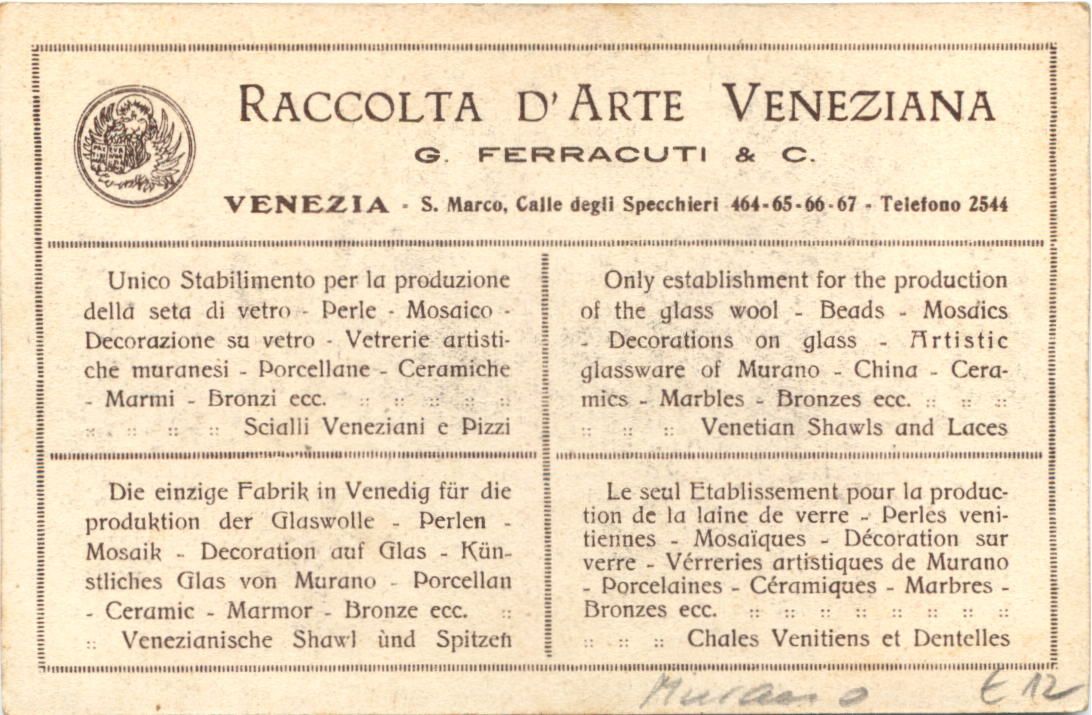 RACCOLTA D'ARTE VENEZIANA
G. FERRACUTI & C.
VENEZIA - S. Marco, Calle degli Specchieri 464-65-66-67 - Telefono 2544
Unico Stabilimento per la produzione
della seta di vetro - Perle - Mosaico -
Decorazione su vetro - Vetrerie artisti-
che muranesi - Porcellane - Ceramiche
- Marmi - Bronzi ecc. :: :: :: :: ::
:: :: :: :: Scialli Veneziani e Pizzi
Only establishment for the production
of the glass wool - Beads - Mosaics
- Decorations on glass - Artistic
glassware of Murano - China - Cera-
mics - Marbles - Bronzes ecc. :: :: ::
:: :: :: Venetian Shawls and Laces
Die einzige Fabrik in Venedig für die
produktion der Glaswolle - Perlen -
Mosaik - Decoration auf Glas - Kün-
stliches Glas von Murano - Porcellan
- Ceramic - Marmor - Bronze ecc. ::
:: Venezianische Shawl ùnd Spitzen
Le seul Etablissement pour la produc-
tion de la laine de verre - Perles veni-
tiennes - Mosaïques - Décoration sur
verre - Vérreries artistiques de Murano
- Porcelaines - Céramiques - Marbres -
Bronzes ecc. :: :: :: :: :: :: :: ::
:: :: :: Chales Venitiens et Dentelles
Murano € 12